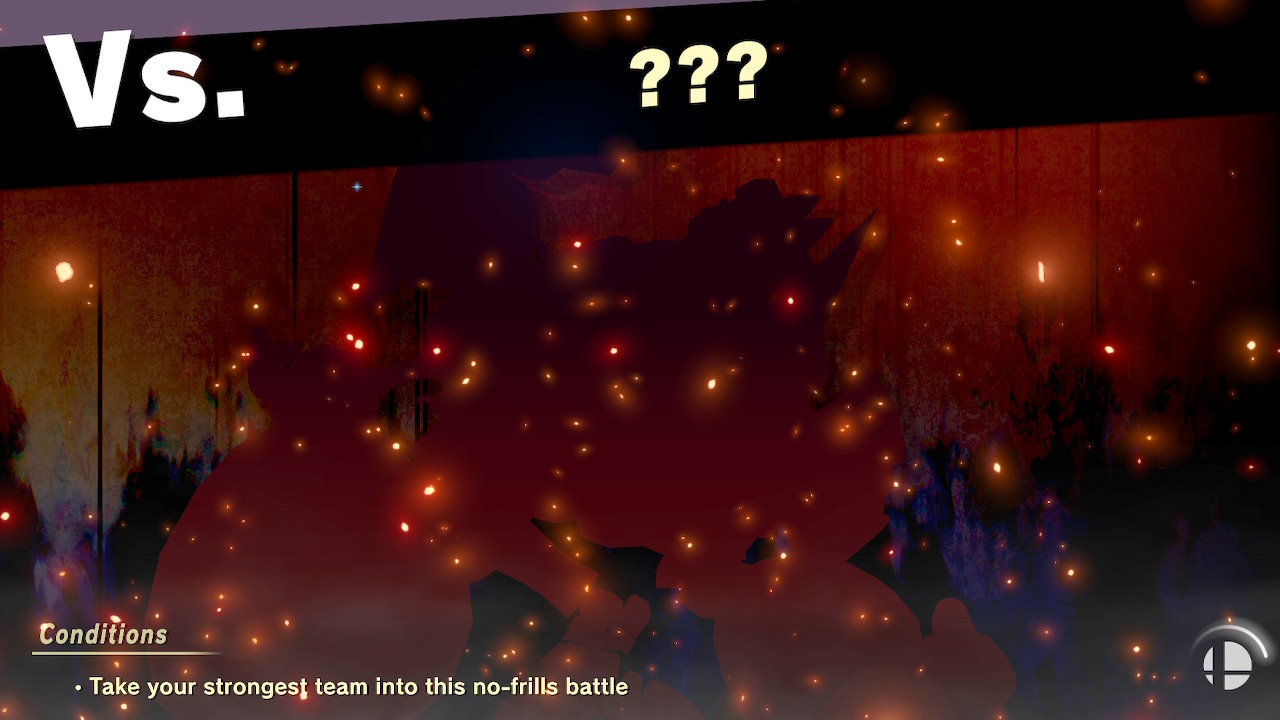 Vs.
???
Conditions
• Take your strongest team into this no-frills battle